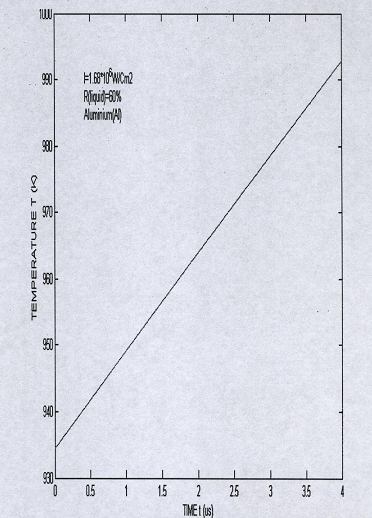 1000
990
980
970
960
950
940
930
I=1.68*10^6W/Cm2
R(liquid)=60%
Aluminium(Al)
TEMPERATURE T (K)
0 0.5 1 1.5 2 2.5 3 3.5 4
TIME t (us)